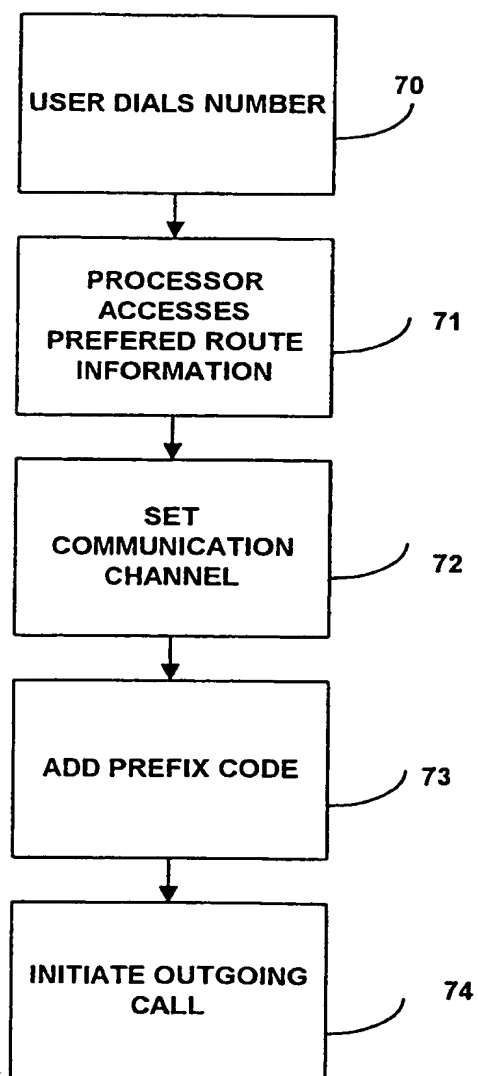 USER DIALS NUMBER
70
PROCESSOR
ACCESSES
PREFERED ROUTE
INFORMATION
71
SET
COMMUNICATION
CHANNEL
72
ADD PREFIX CODE
73
INITIATE OUTGOING
CALL
74